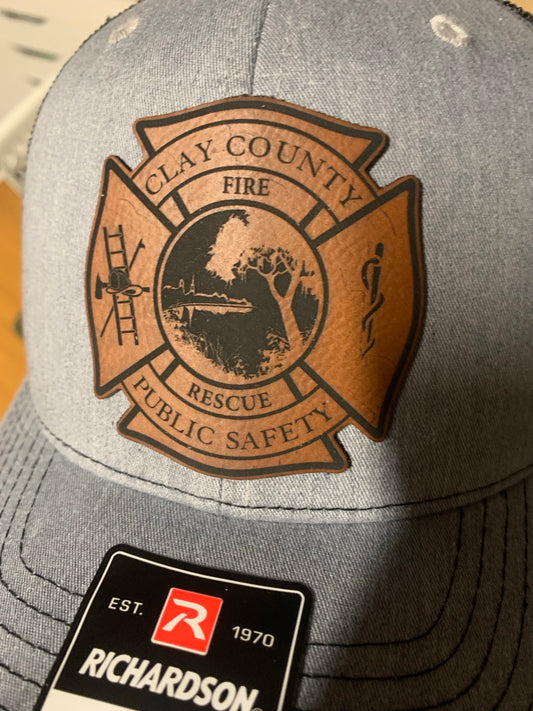 CLAY COUNTY
FIRE
RESCUE
PUBLIC SAFETY
EST. R 1970
RICHARDSON®